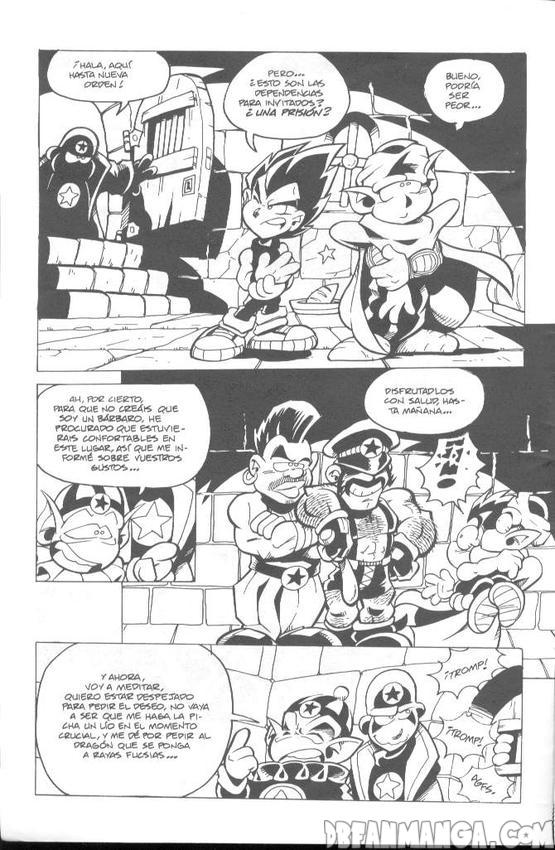 ¡HALA, AQUÍ
HASTA NUEVA
ORDEN!
PERO...
¿ESTO SON LAS
DEPENDENCIAS
PARA INVITADOS?
¿UNA PRISIÓN?
BUENO,
PODRÍA
SER
PEOR...
AH, POR CIERTO,
PARA QUE NO CREÁIS QUE
SOY UN BÁRBARO, HE
PROCURADO QUE ESTUVIE-
RAIS CONFORTABLES EN
ESTE LUGAR, ASÍ QUE ME IN-
FORMÉ SOBRE VUESTROS
GUSTOS...
DISFRUTADLOS
CON SALUD, HAS-
TA MAÑANA...
Y AHORA,
VOY A MEDITAR,
QUIERO ESTAR DESPEJADO
PARA PEDIR EL DESEO, NO VAYA
A SER QUE ME HAGA LA PI-
CHA UN LÍO EN EL MOMENTO
CRUCIAL, Y ME DÉ POR PEDIR AL
DRAGÓN QUE SE PONGA
A RAYAS FUCSIAS...
¡TROMP!
¡TROMP!
DBFANMANGA.COM